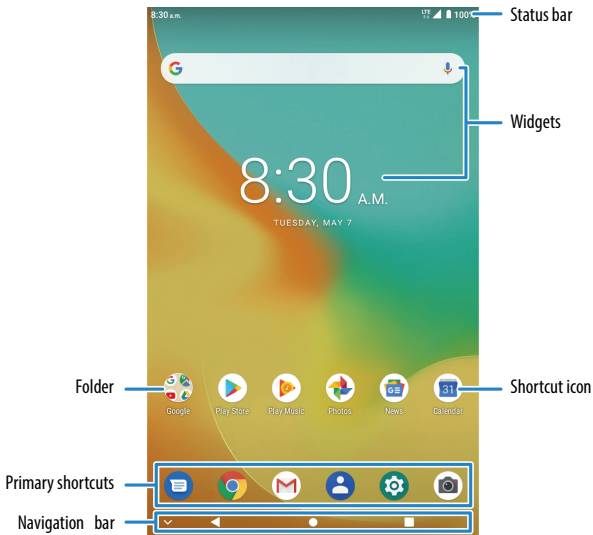 8:30 a.m.
LTE
100%
Status bar
G
Widgets
8:30 A.M.
TUESDAY, MAY 7
Folder
31
Shortcut icon
Google
Play Store
Play Music
Photos
News
Calendar
Primary shortcuts
Navigation bar